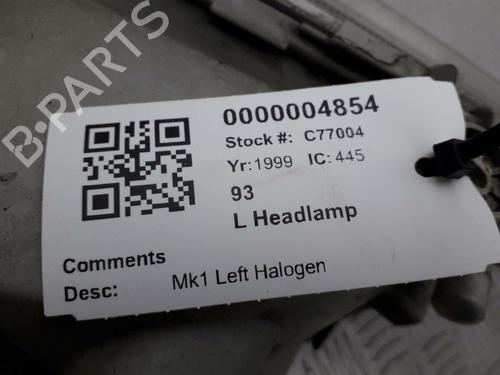 B-PARTS
0000004854
Stock #: C77004
Yr:1999 IC:445
93
L Headlamp
Comments
Desc: Mk1 Left Halogen